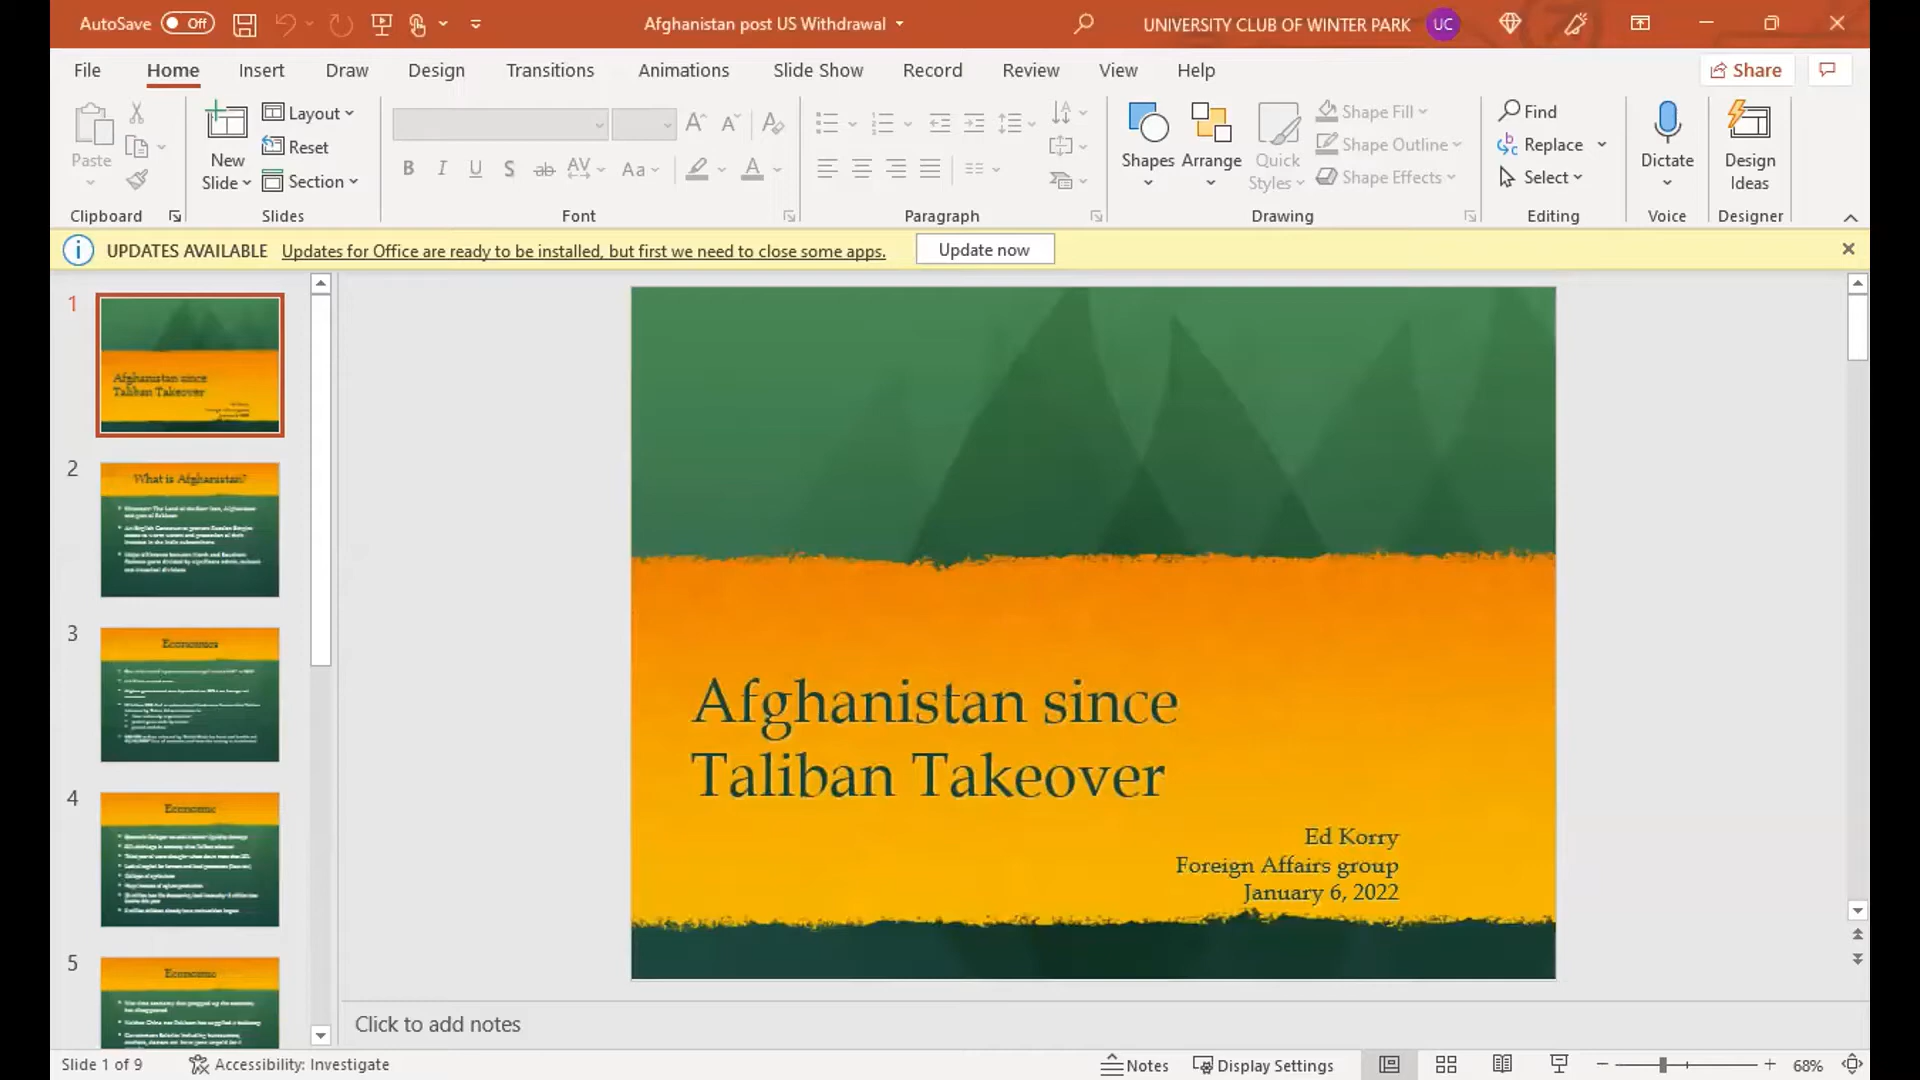 AutoSave Off
Afghanistan post US Withdrawal
UNIVERSITY CLUB OF WINTER PARK UC
File Home Insert Draw Design Transitions Animations Slide Show Record Review View Help
Share
Paste
New Slide
Layout
Reset
Section
B I U S ab AV Aa A
Shapes
Arrange
Quick Styles
Shape Fill
Shape Outline
Shape Effects
Find
Replace
Select
Dictate
Design Ideas
Clipboard Slides Font Paragraph Drawing Editing Voice Designer
UPDATES AVAILABLE Updates for Office are ready to be installed, but first we need to close some apps. Update now
1
Afghanistan since
Taliban Takeover
2
What is Afghanistan?
3
Economics
4
Economic
5
Economic
Afghanistan since
Taliban Takeover
Ed Korry
Foreign Affairs group
January 6, 2022
Click to add notes
Slide 1 of 9 Accessibility: Investigate Notes Display Settings 68%